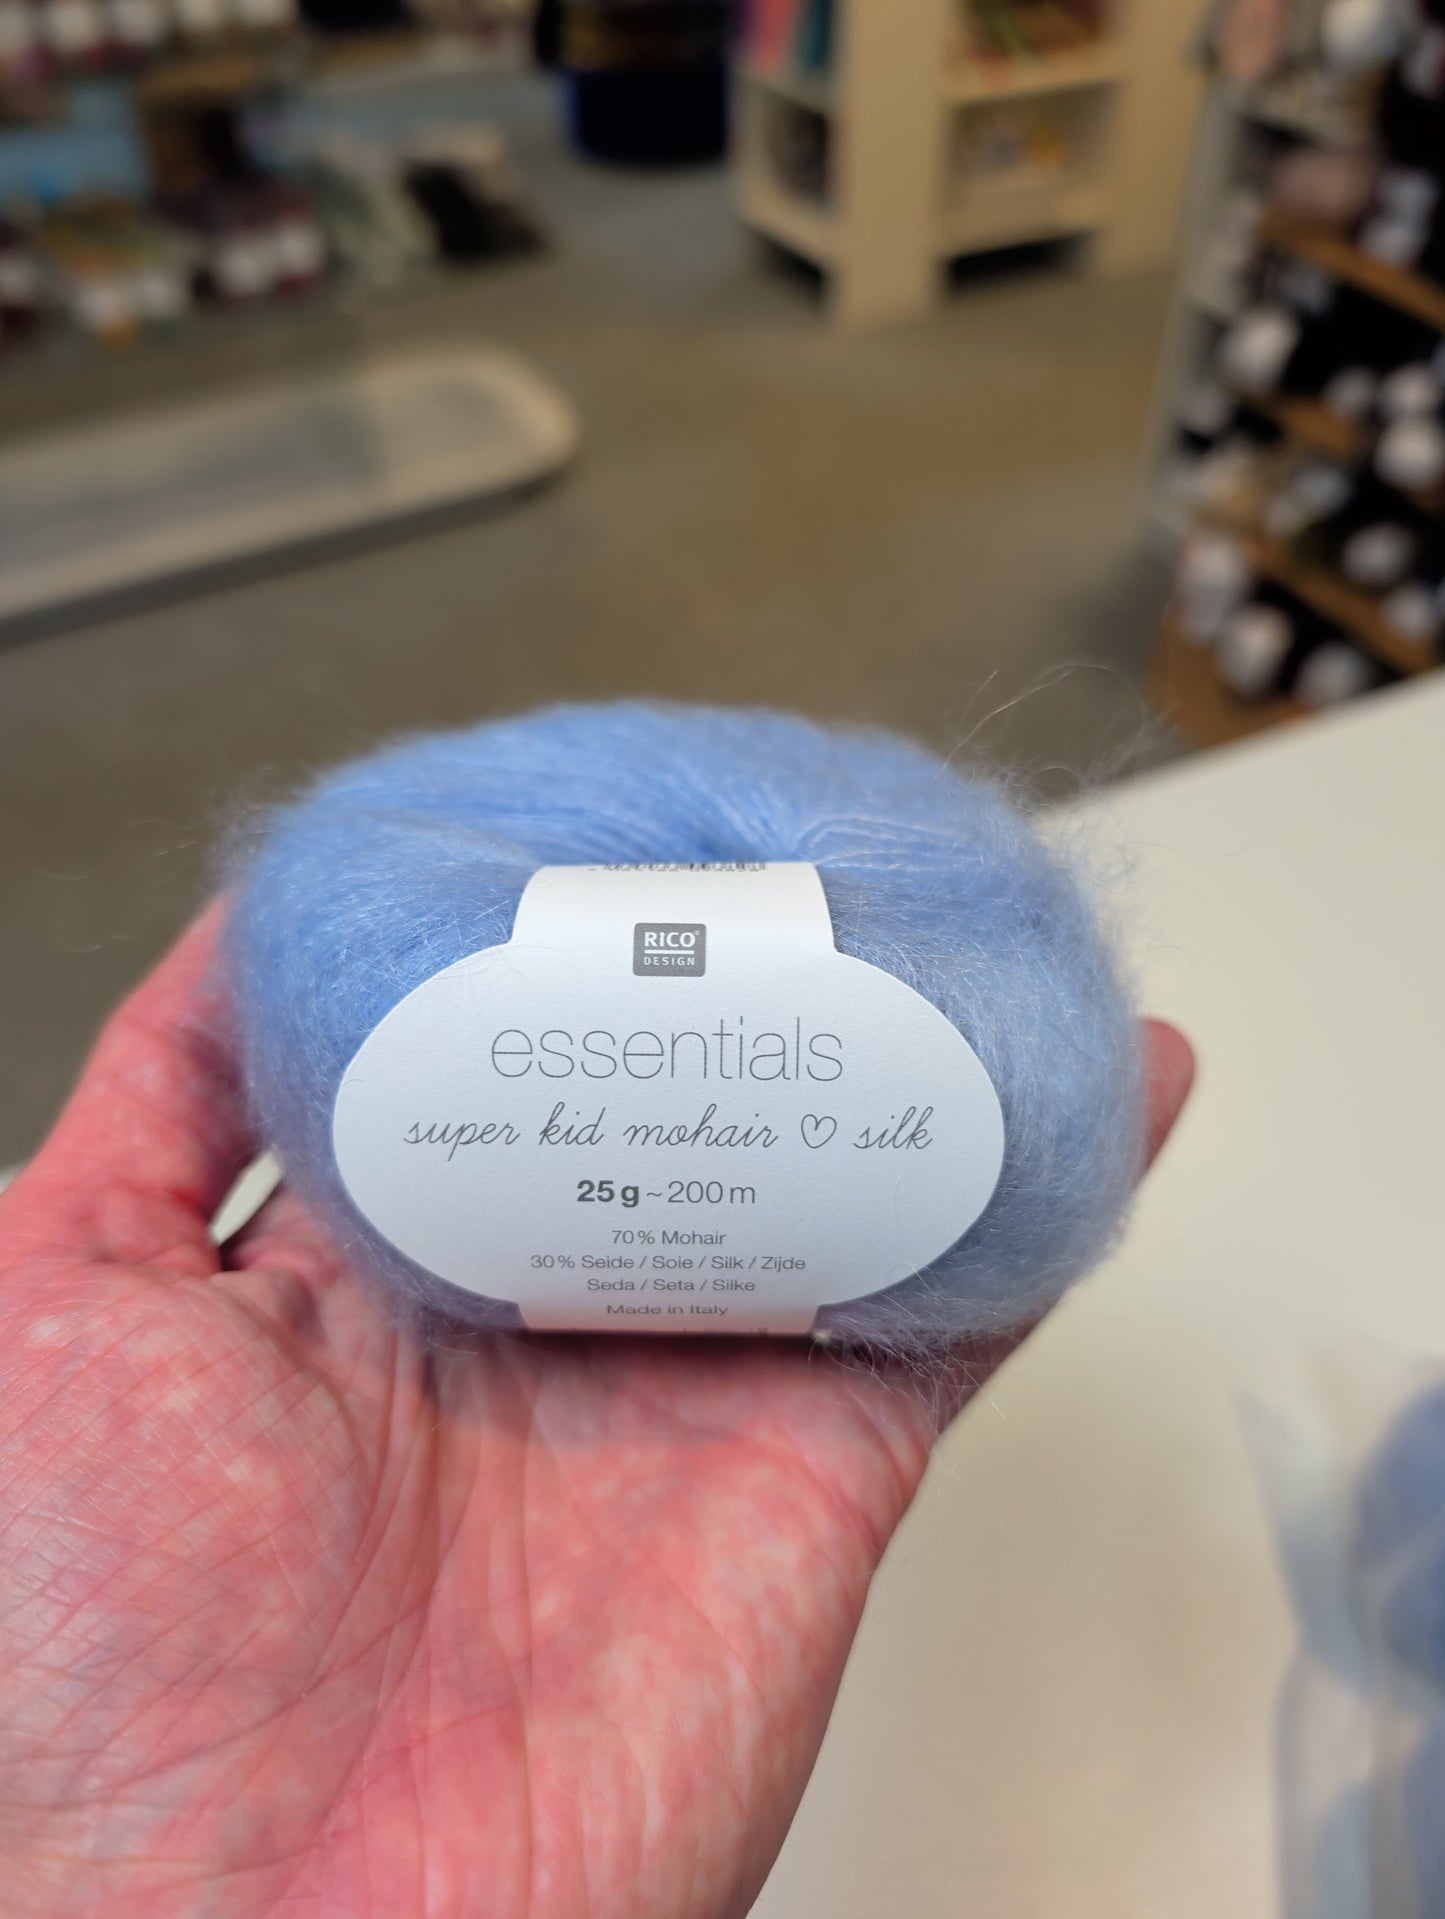 RICO®
DESIGN
essentials
super kid mohair ♡ silk
25 g ~ 200 m
70 % Mohair
30 % Seide / Soie / Silk / Zijde
Seda / Seta / Silke
Made in Italy